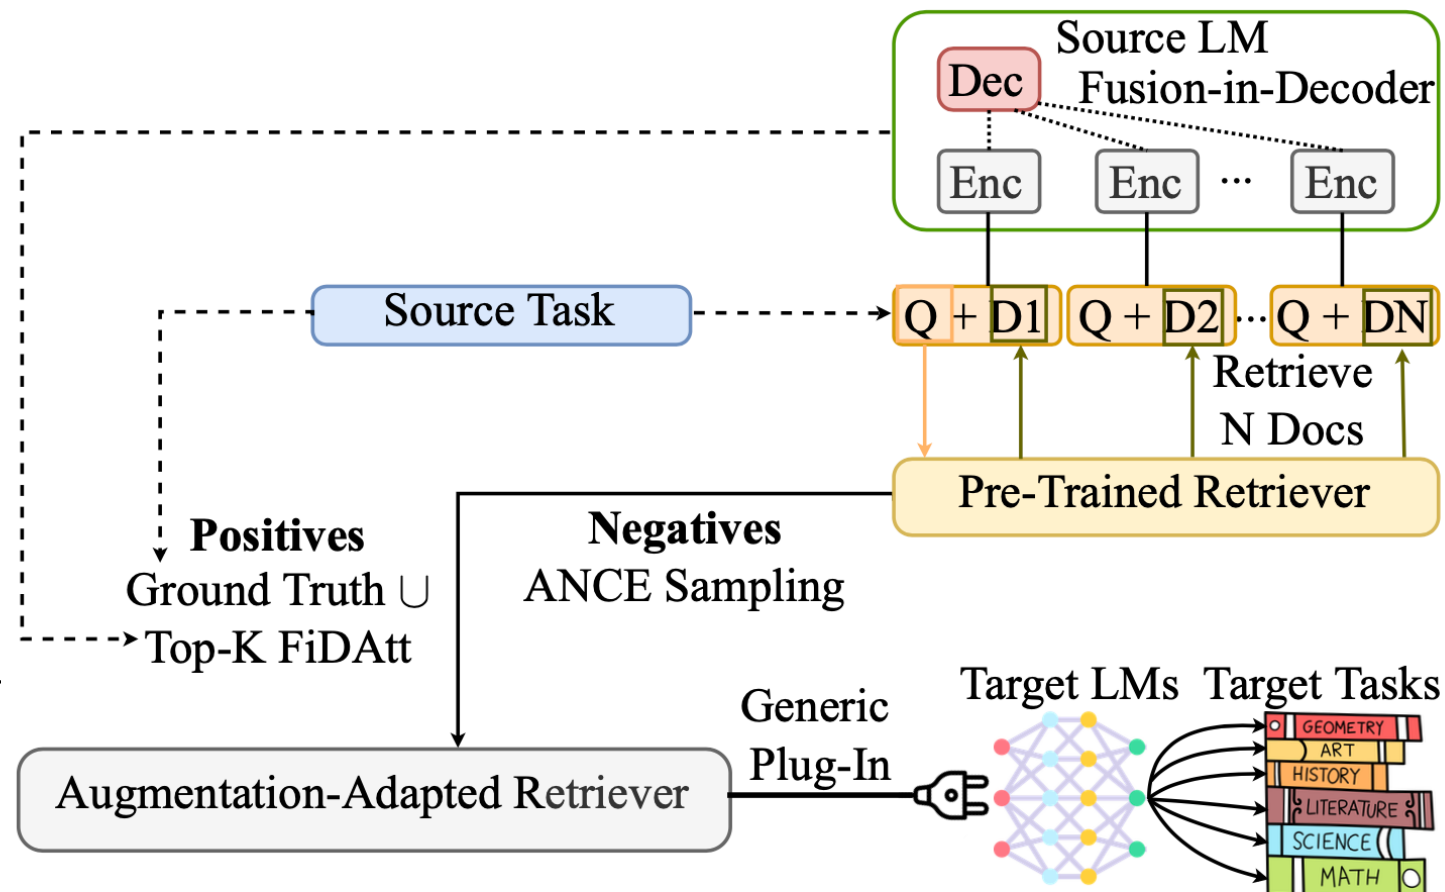 Source LM
Dec
Fusion-in-Decoder
Enc
Enc
...
Enc
Source Task
Q + D1
Q + D2
...
Q + DN
Retrieve
N Docs
Pre-Trained Retriever
Positives
Ground Truth ∪
Top-K FiDAtt
Negatives
ANCE Sampling
Augmentation-Adapted Retriever
Generic
Plug-In
Target LMs
Target Tasks
GEOMETRY
ART
HISTORY
LITERATURE
SCIENCE
MATH